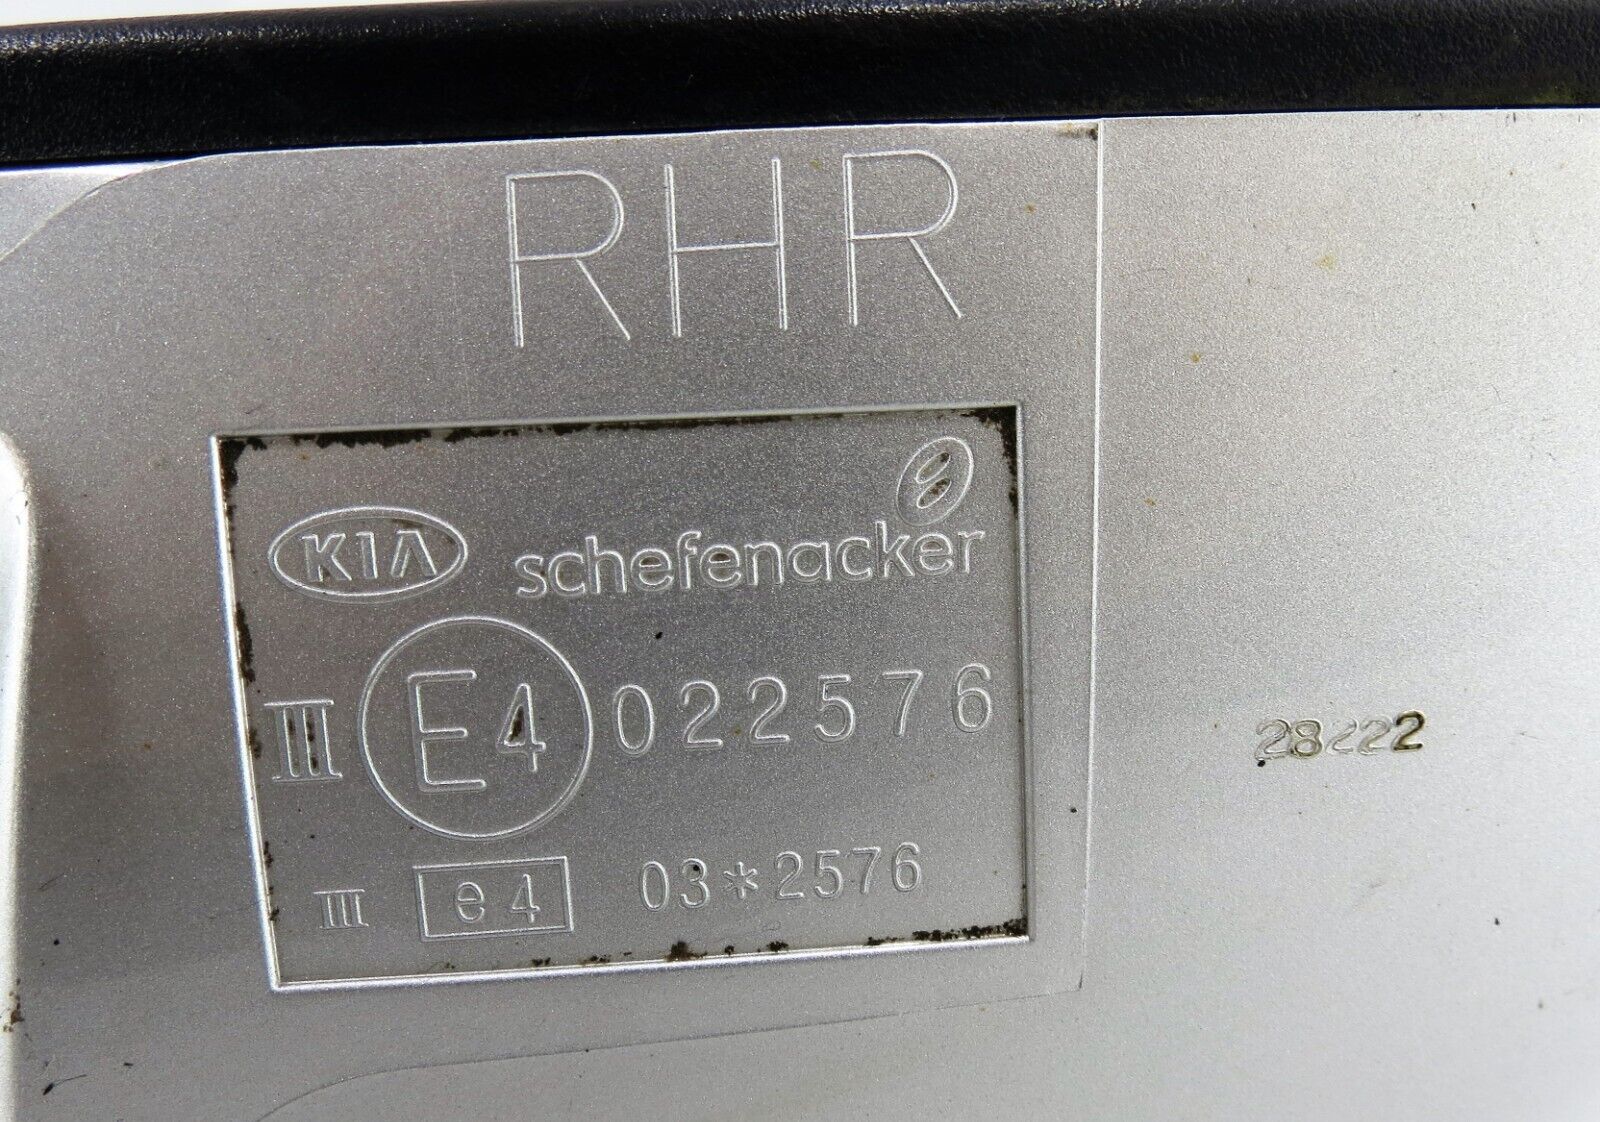 RHR
KIA schefenacker
III E4 022576
28222
III e4 03*2576